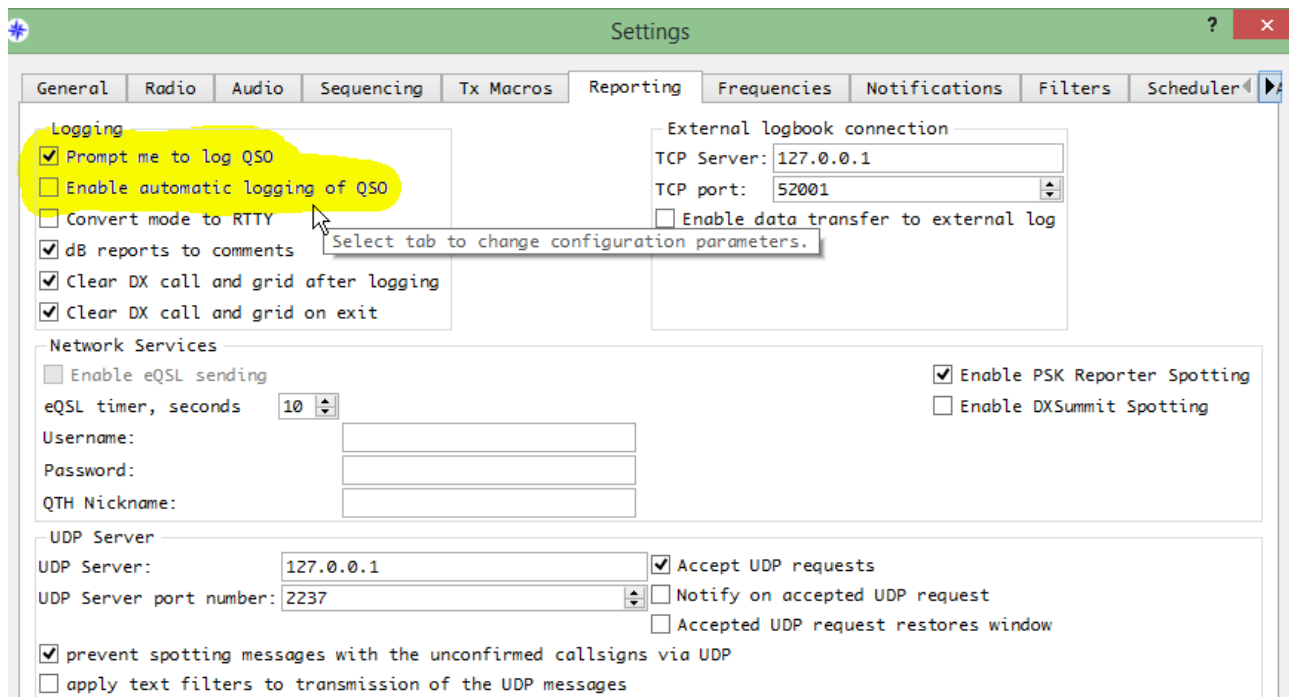 Settings
?
General Radio Audio Sequencing Tx Macros Reporting Frequencies Notifications Filters Scheduler
Logging
Prompt me to log QSO
Enable automatic logging of QSO
Convert mode to RTTY
Select tab to change configuration parameters.
dB reports to comments
Clear DX call and grid after logging
Clear DX call and grid on exit
External logbook connection
TCP Server: 127.0.0.1
TCP port: 52001
Enable data transfer to external log
Network Services
Enable eQSL sending
eQSL timer, seconds 10
Username:
Password:
QTH Nickname:
Enable PSK Reporter Spotting
Enable DXSummit Spotting
UDP Server
UDP Server: 127.0.0.1
UDP Server port number: 2237
Accept UDP requests
Notify on accepted UDP request
Accepted UDP request restores window
prevent spotting messages with the unconfirmed callsigns via UDP
apply text filters to transmission of the UDP messages